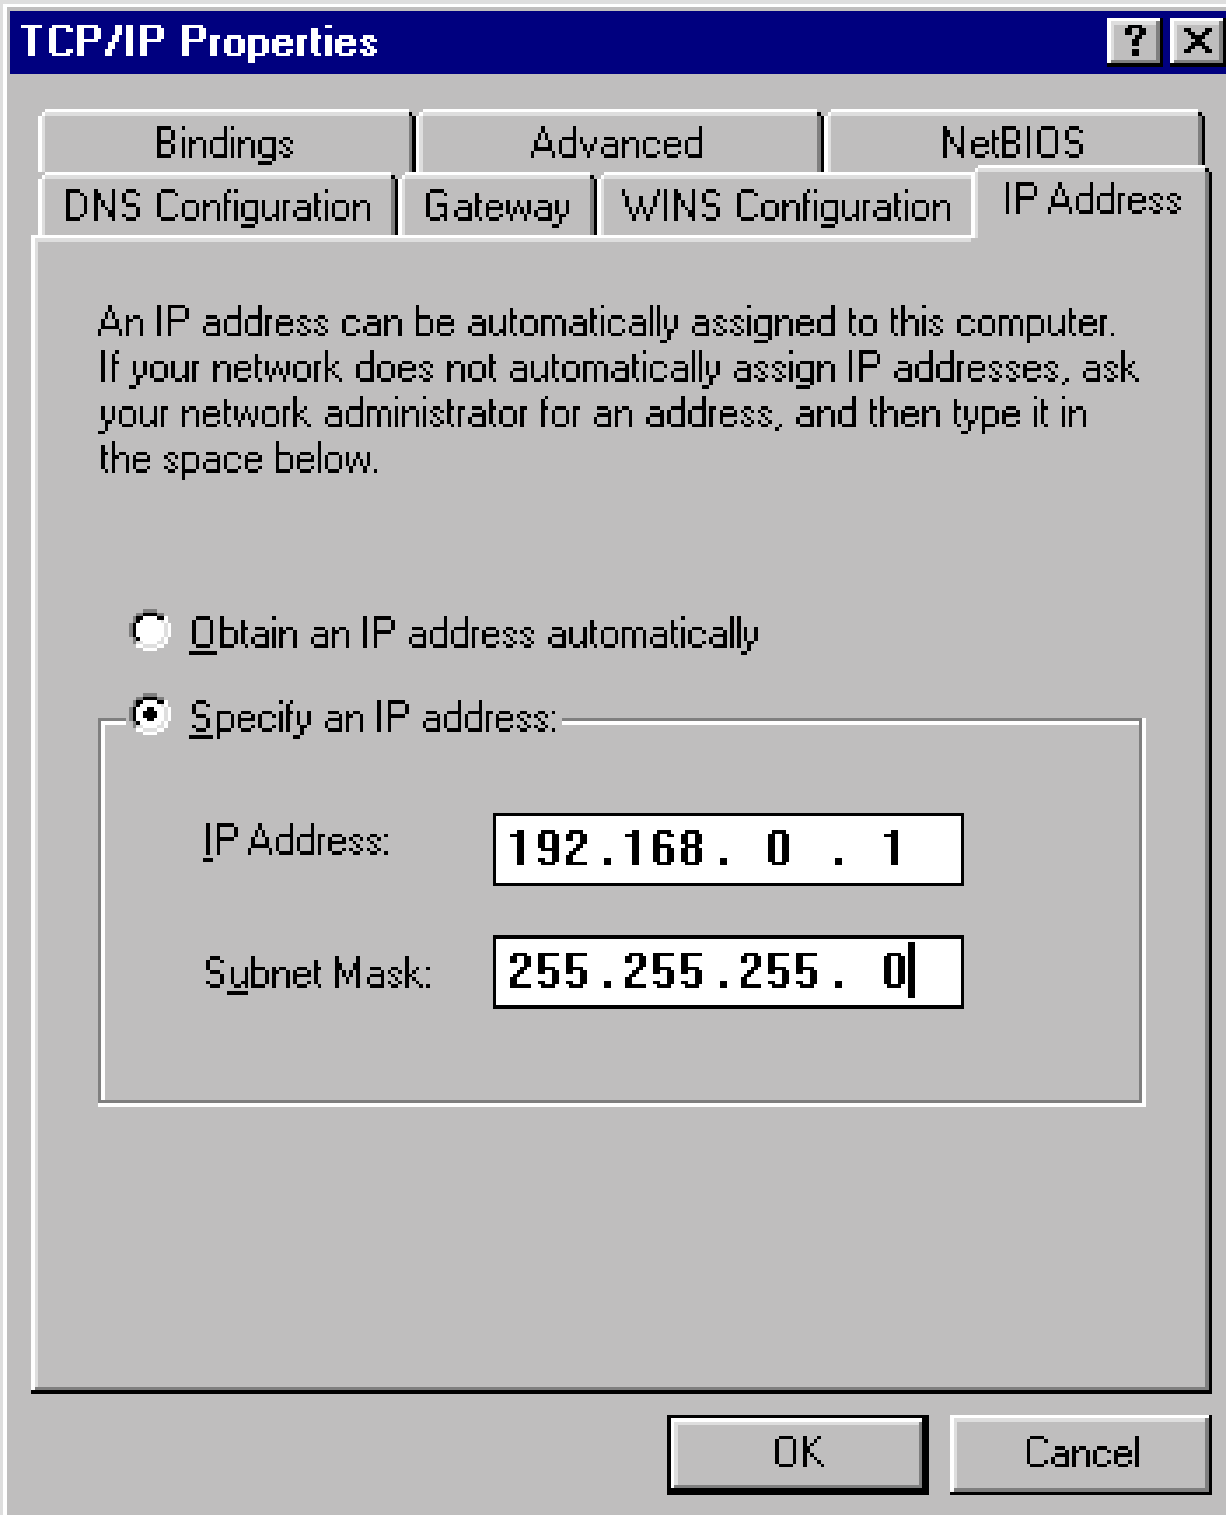 TCP/IP Properties
Bindings Advanced NetBIOS
DNS Configuration Gateway WINS Configuration IP Address
An IP address can be automatically assigned to this computer.
If your network does not automatically assign IP addresses, ask
your network administrator for an address, and then type it in
the space below.
Obtain an IP address automatically
Specify an IP address:
IP Address: 192.168. 0 . 1
Subnet Mask: 255.255.255. 0
OK Cancel